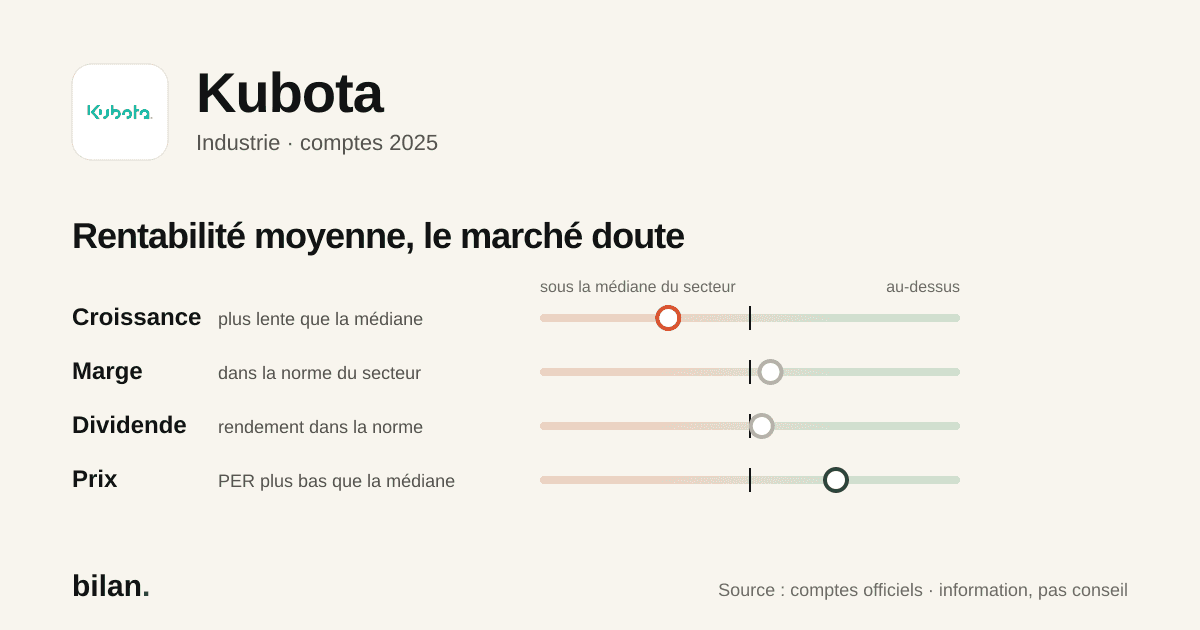 Kubota
Kubota
Industrie · comptes 2025
Rentabilité moyenne, le marché doute
sous la médiane du secteur au-dessus
Croissance plus lente que la médiane
Marge dans la norme du secteur
Dividende rendement dans la norme
Prix PER plus bas que la médiane
bilan.
Source : comptes officiels · information, pas conseil